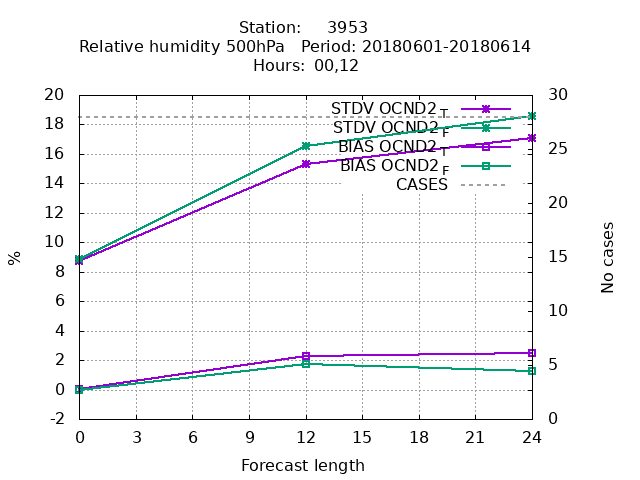 Station: 3953
Relative humidity 500hPa Period: 20180601-20180614
Hours: 00,12
20 30
18
16 25
14
12 20
10
8 15
6 10
4
2 5
0
-2 0
STDV OCND2_T
STDV OCND2_F
BIAS OCND2_T
BIAS OCND2_F
CASES
%
No cases
0 3 6 9 12 15 18 21 24
Forecast length